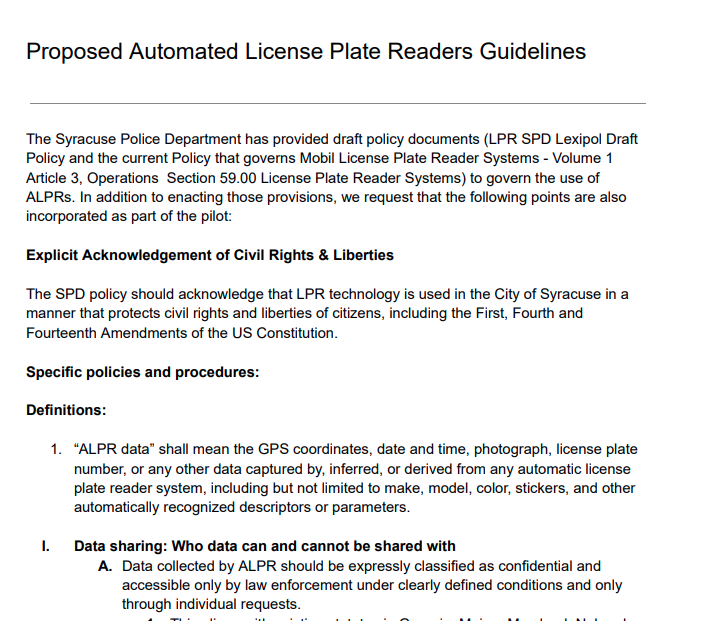 Proposed Automated License Plate Readers Guidelines
The Syracuse Police Department has provided draft policy documents (LPR SPD Lexipol Draft
Policy and the current Policy that governs Mobil License Plate Reader Systems - Volume 1
Article 3, Operations  Section 59.00 License Plate Reader Systems) to govern the use of
ALPRs. In addition to enacting those provisions, we request that the following points are also
incorporated as part of the pilot:
Explicit Acknowledgement of Civil Rights & Liberties
The SPD policy should acknowledge that LPR technology is used in the City of Syracuse in a
manner that protects civil rights and liberties of citizens, including the First, Fourth and
Fourteenth Amendments of the US Constitution.
Specific policies and procedures:
Definitions:
1. “ALPR data” shall mean the GPS coordinates, date and time, photograph, license plate
number, or any other data captured by, inferred, or derived from any automatic license
plate reader system, including but not limited to make, model, color, stickers, and other
automatically recognized descriptors or parameters.
I. Data sharing: Who data can and cannot be shared with
A. Data collected by ALPR should be expressly classified as confidential and
accessible only by law enforcement under clearly defined conditions and only
through individual requests.